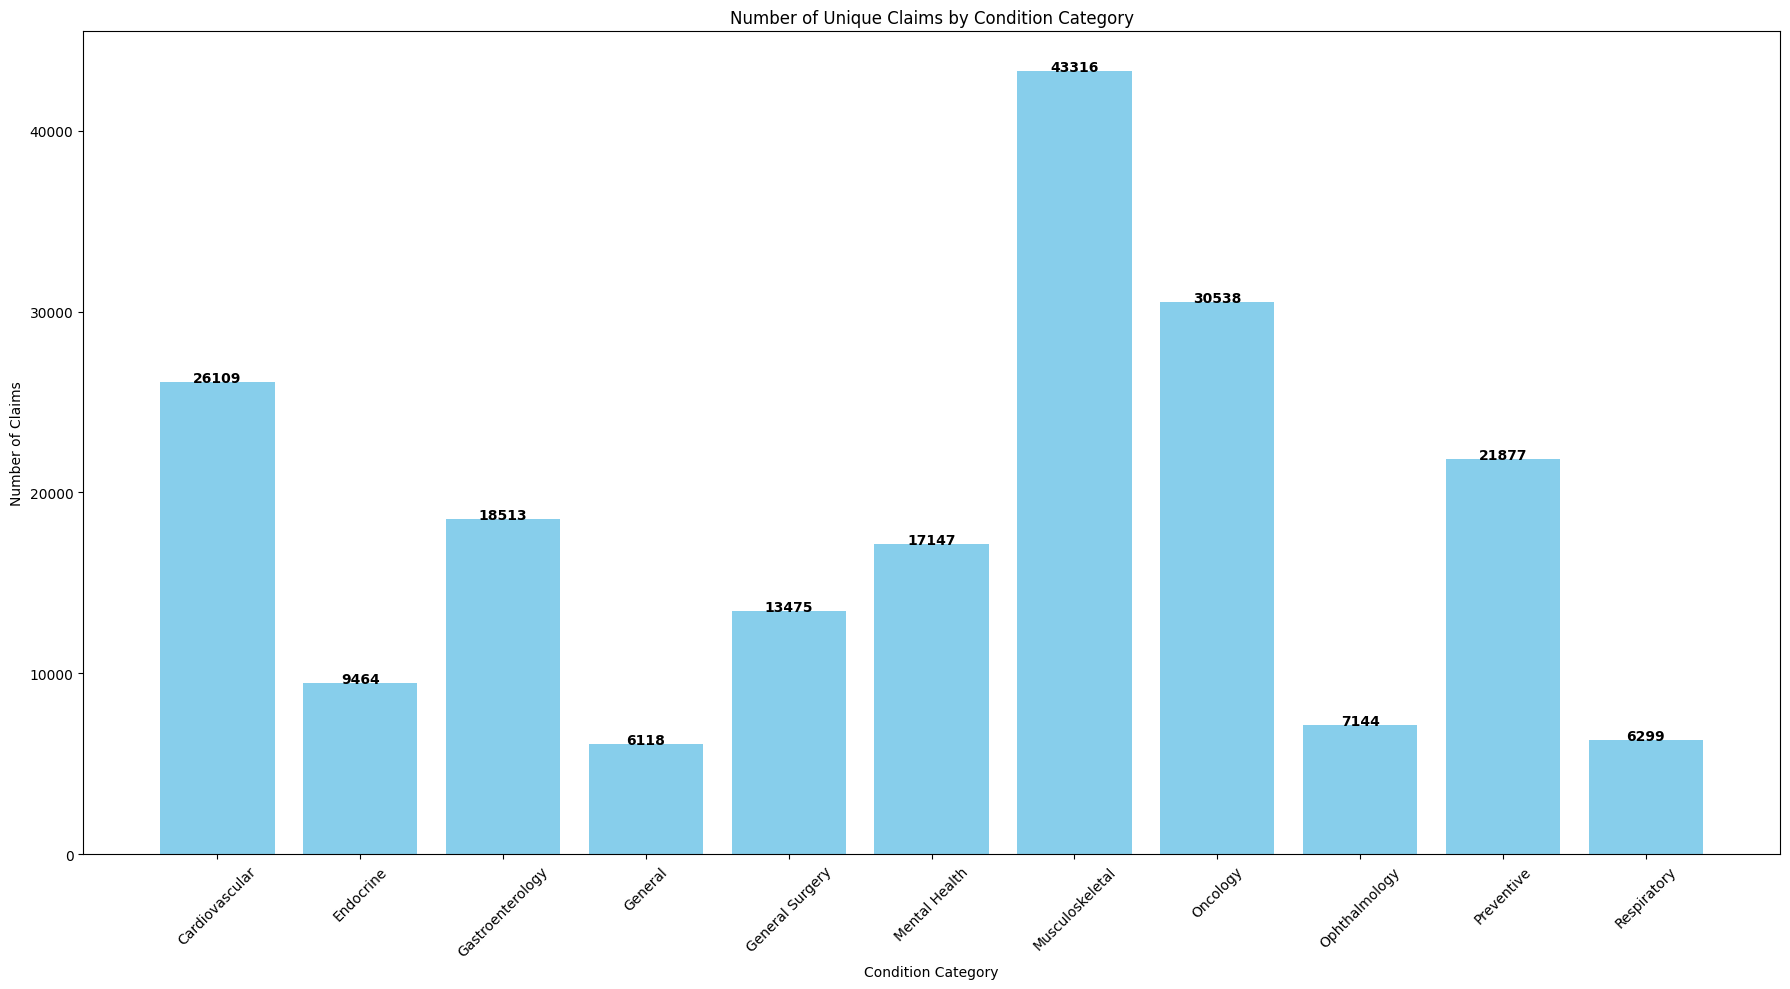 Number of Unique Claims by Condition Category
Number of Claims
40000
30000
20000
10000
0
26109
9464
18513
6118
13475
17147
43316
30538
7144
21877
6299
Cardiovascular
Endocrine
Gastroenterology
General
General Surgery
Mental Health
Musculoskeletal
Oncology
Ophthalmology
Preventive
Respiratory
Condition Category